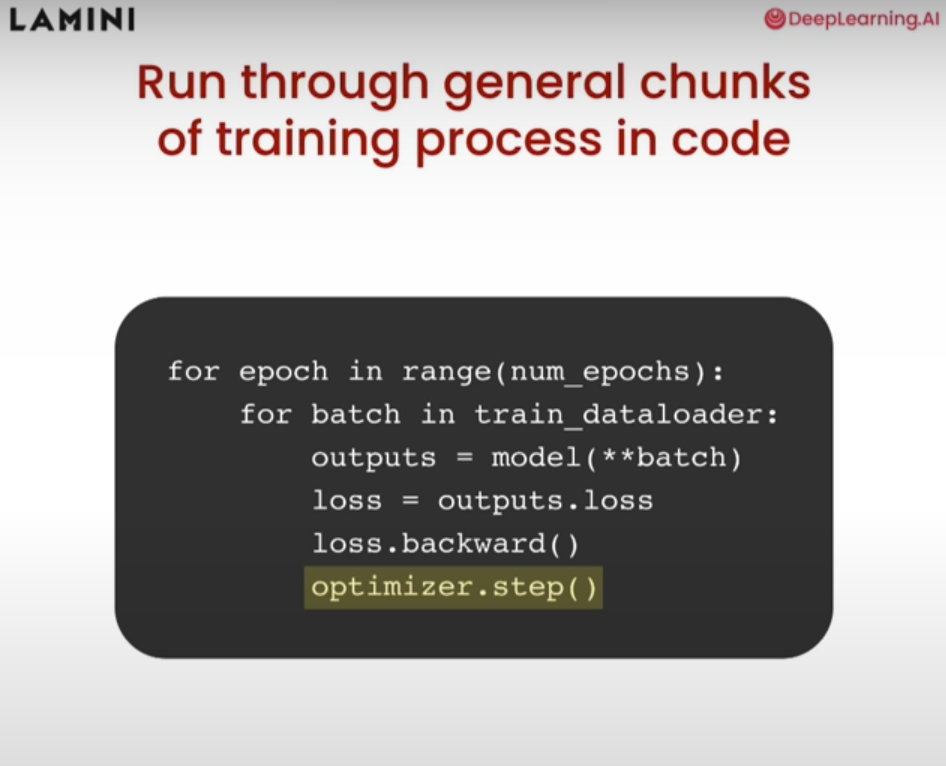 LAMINI
DeepLearning.AI
Run through general chunks
of training process in code
for epoch in range(num_epochs):
    for batch in train_dataloader:
        outputs = model(**batch)
        loss = outputs.loss
        loss.backward()
        optimizer.step()